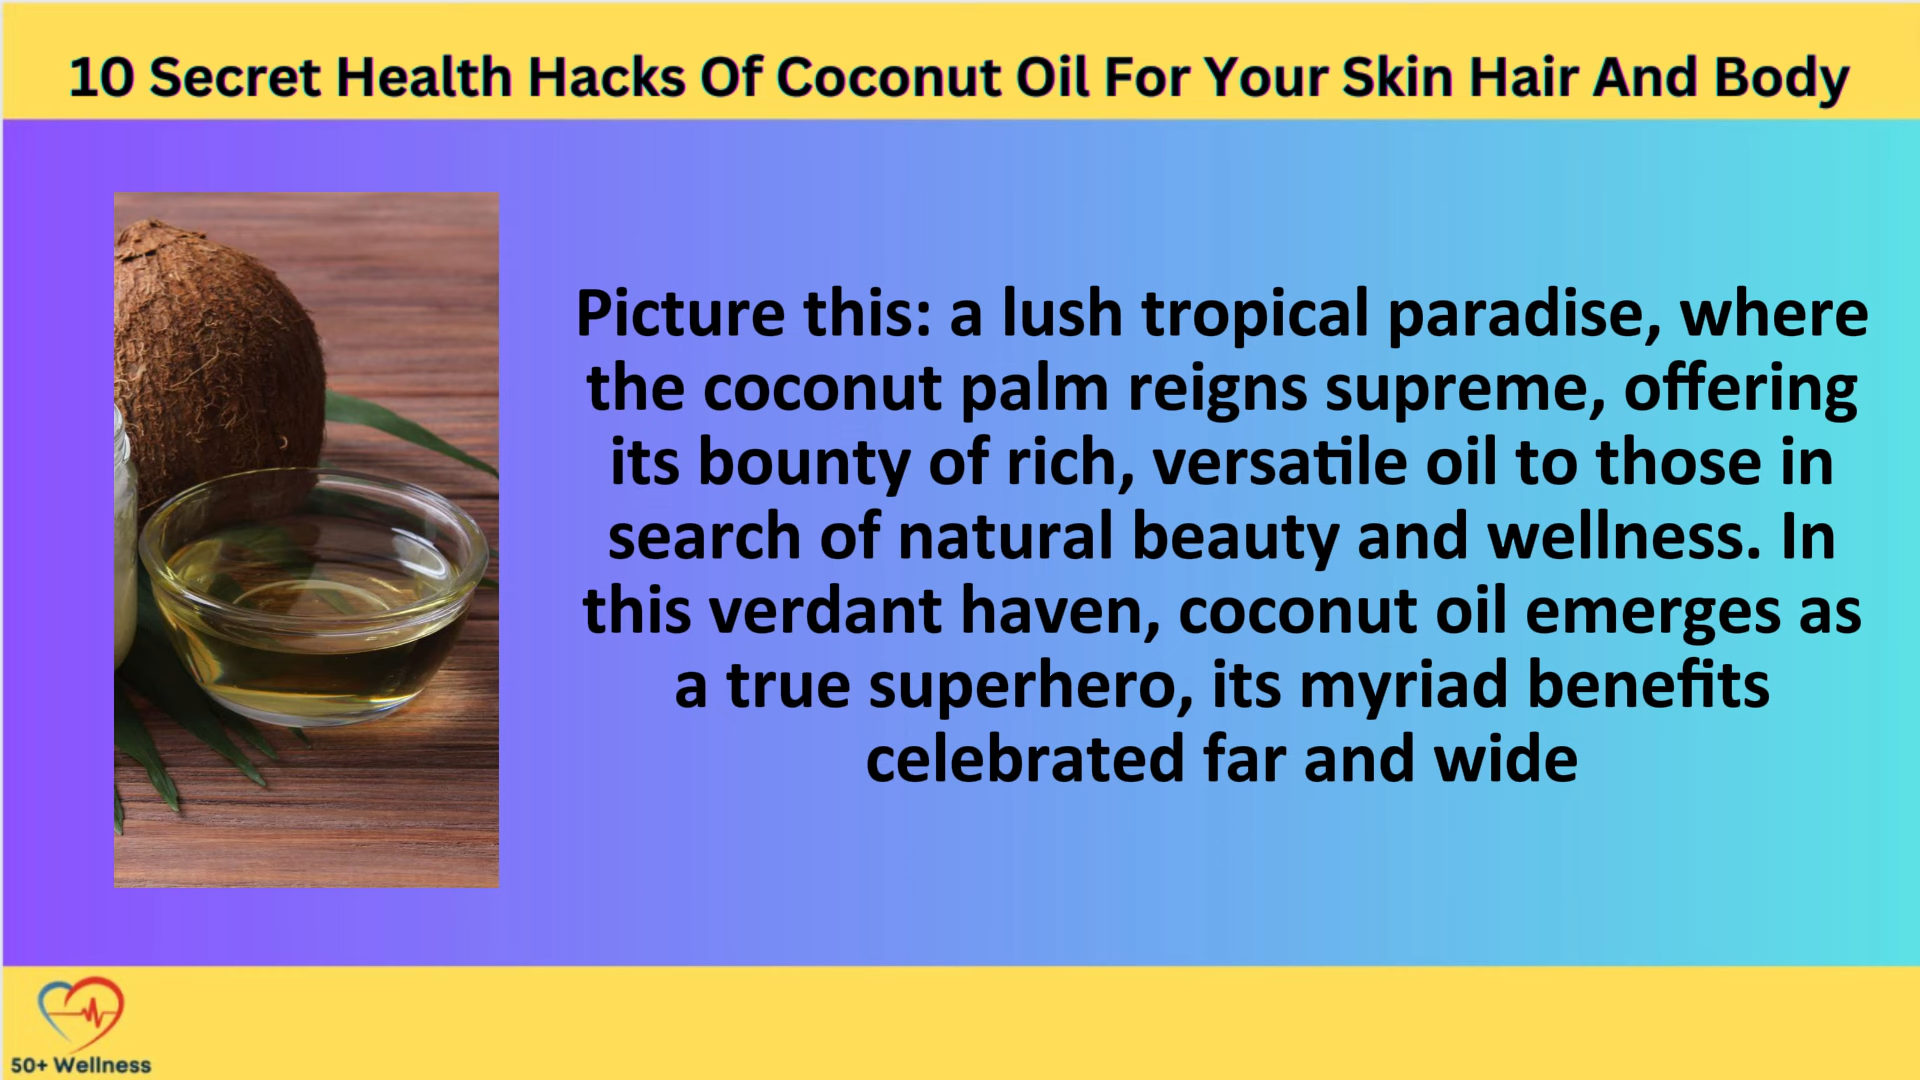 10 Secret Health Hacks Of Coconut Oil For Your Skin Hair And Body
Picture this: a lush tropical paradise, where
the coconut palm reigns supreme, offering
its bounty of rich, versatile oil to those in
search of natural beauty and wellness. In
this verdant haven, coconut oil emerges as
a true superhero, its myriad benefits
celebrated far and wide
50+ Wellness